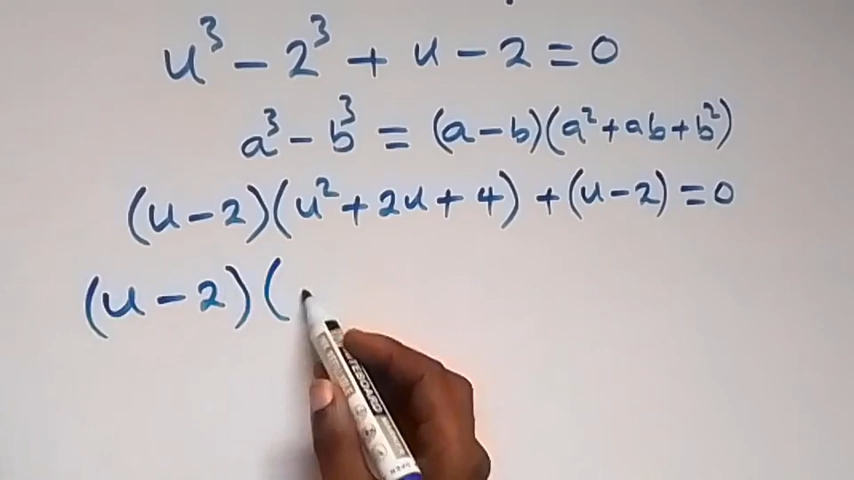 u³ - 2³ + u - 2 = 0
a³ - b³ = (a - b)(a² + ab + b²)
(u - 2)(u² + 2u + 4) + (u - 2) = 0
(u - 2)(